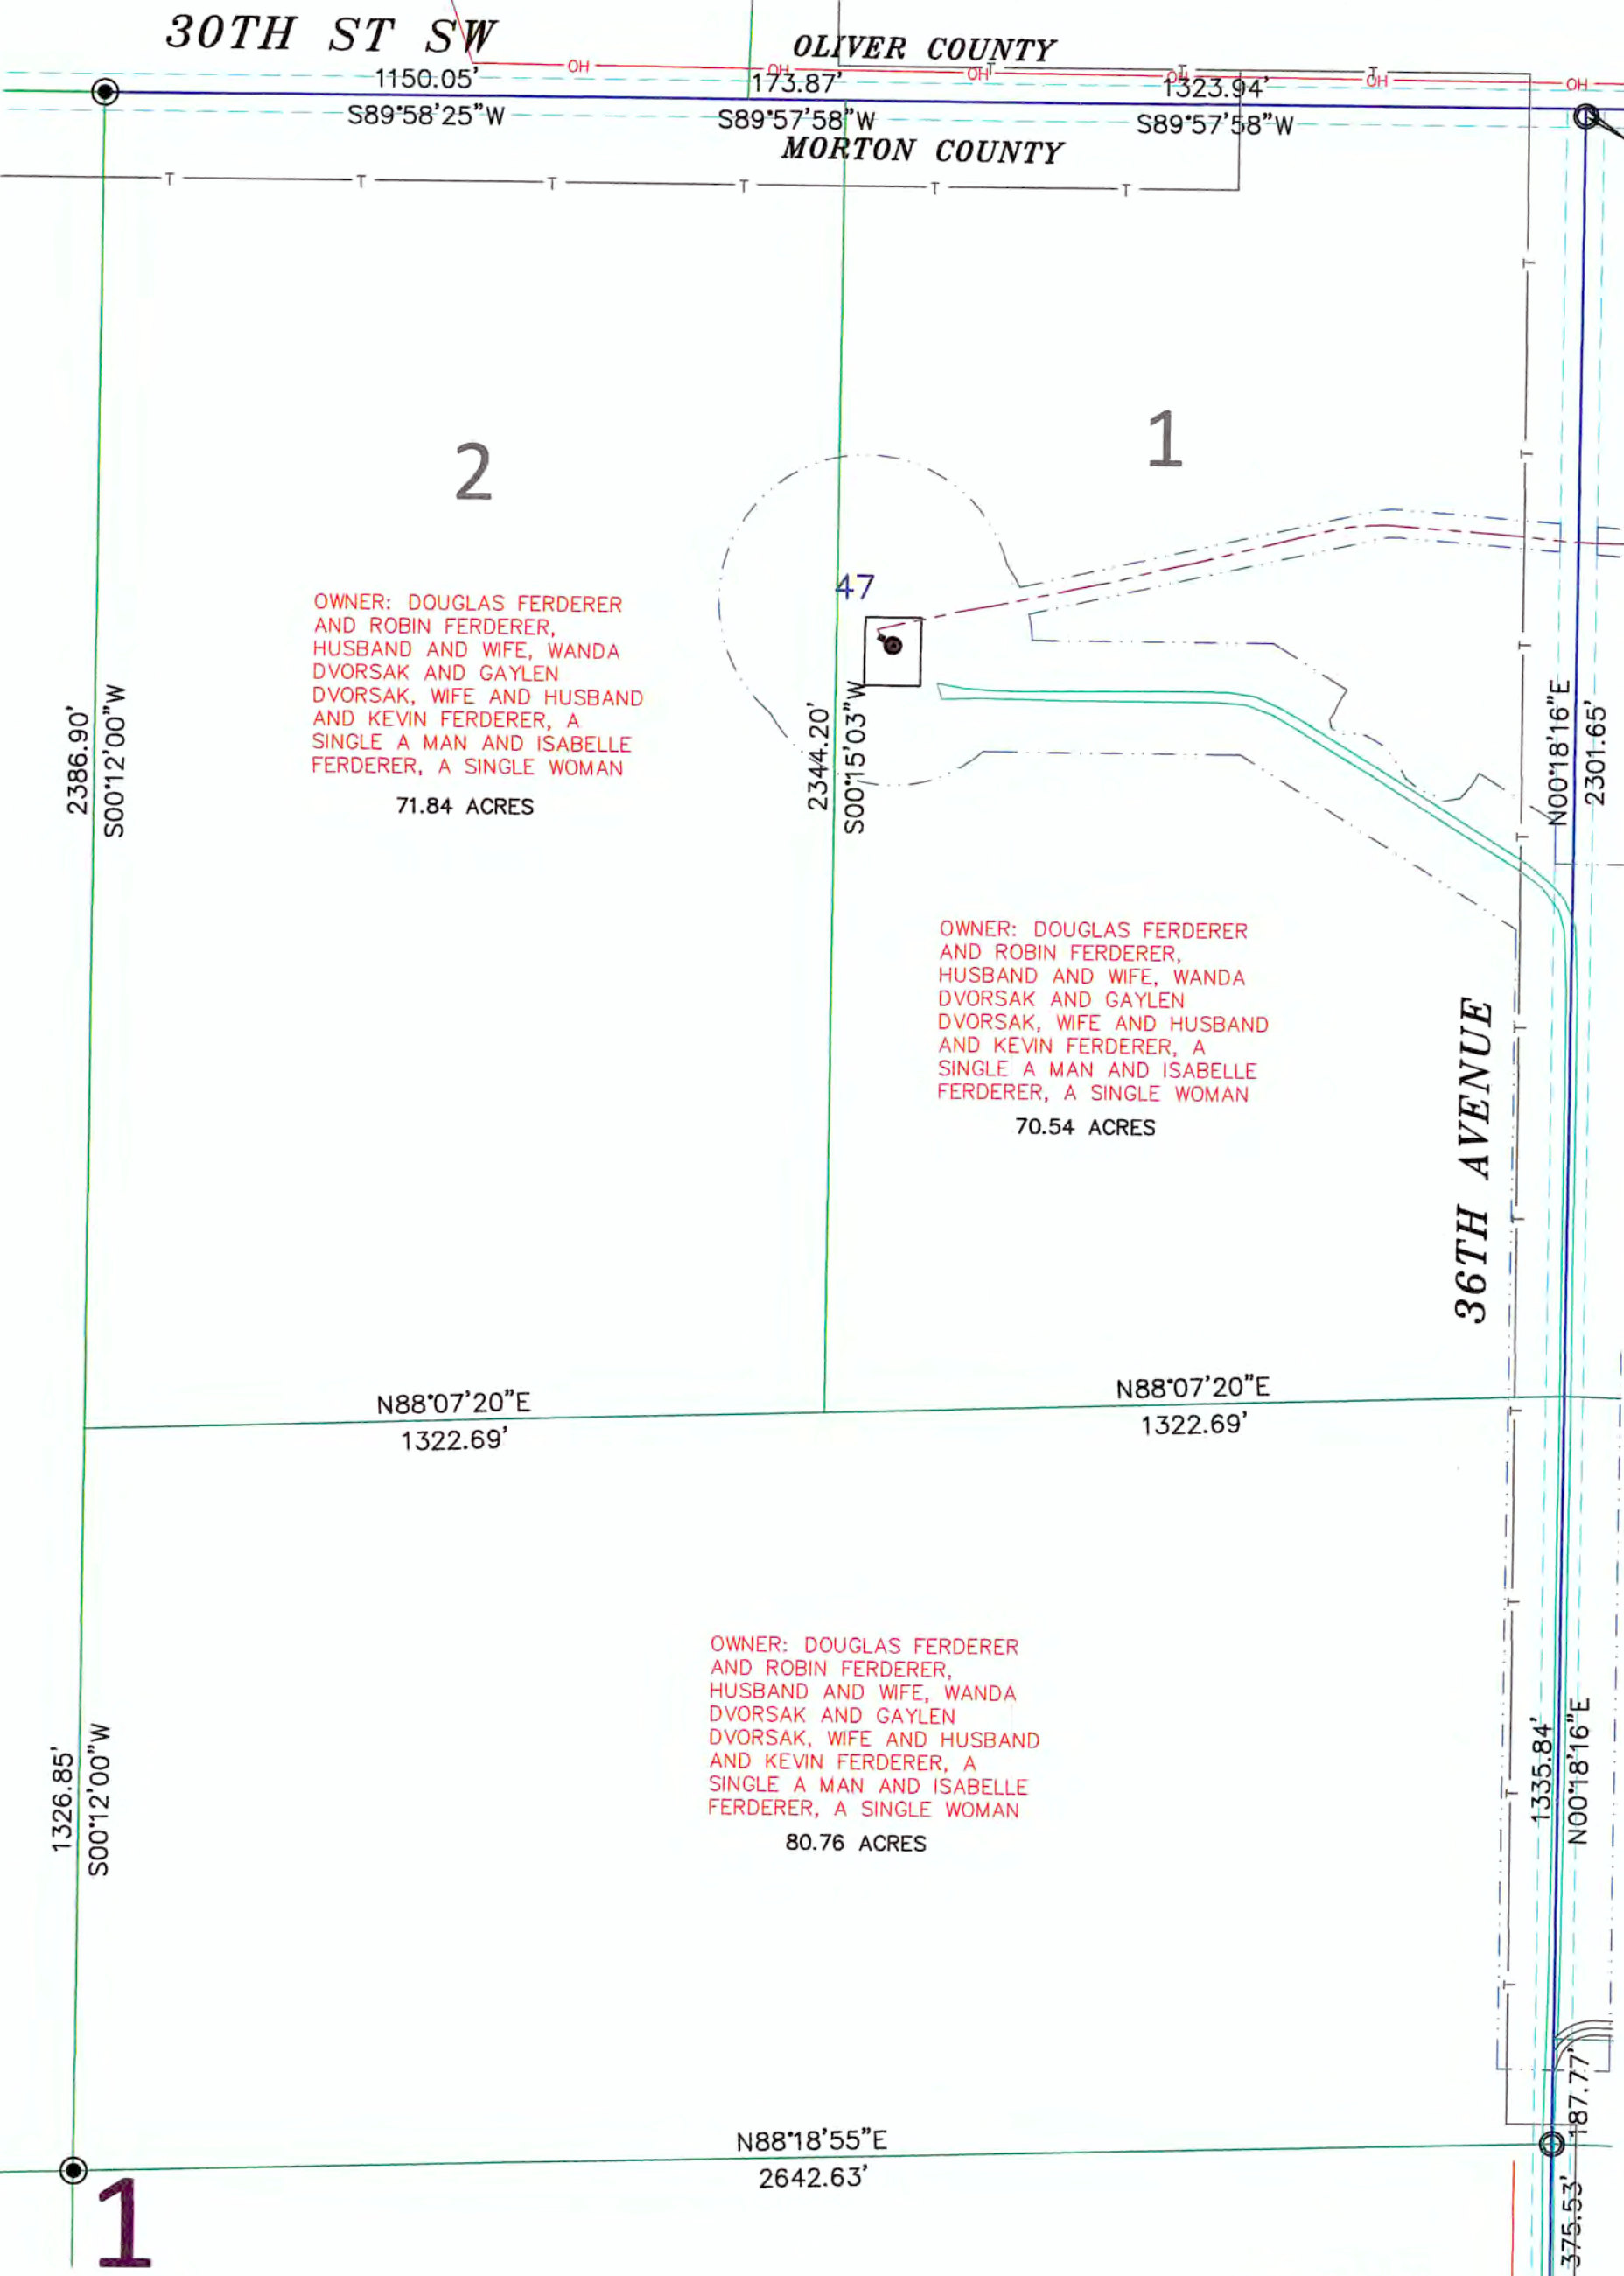 30TH ST SW
OLIVER COUNTY
OH
OH
OH
OH
OH
OH
1150.05'
173.87'
1323.94'
S89°58'25"W
S89°57'58"W
S89°57'58"W
MORTON COUNTY
T
T
T
T
T
T
T
T
T
2
1
47
OWNER: DOUGLAS FERDERER
AND ROBIN FERDERER,
HUSBAND AND WIFE, WANDA
DVORSAK AND GAYLEN
DVORSAK, WIFE AND HUSBAND
AND KEVIN FERDERER, A
SINGLE A MAN AND ISABELLE
FERDERER, A SINGLE WOMAN
71.84 ACRES
2386.90'
S00°12'00"W
2344.20'
S00°15'03"W
N00°18'16"E
2301.65'
T
T
T
T
T
T
OWNER: DOUGLAS FERDERER
AND ROBIN FERDERER,
HUSBAND AND WIFE, WANDA
DVORSAK AND GAYLEN
DVORSAK, WIFE AND HUSBAND
AND KEVIN FERDERER, A
SINGLE A MAN AND ISABELLE
FERDERER, A SINGLE WOMAN
70.54 ACRES
36TH AVENUE
N88°07'20"E
1322.69'
N88°07'20"E
1322.69'
T
T
T
T
OWNER: DOUGLAS FERDERER
AND ROBIN FERDERER,
HUSBAND AND WIFE, WANDA
DVORSAK AND GAYLEN
DVORSAK, WIFE AND HUSBAND
AND KEVIN FERDERER, A
SINGLE A MAN AND ISABELLE
FERDERER, A SINGLE WOMAN
80.76 ACRES
1326.85'
S00°12'00"W
1335.84'
N00°18'16"E
187.77'
N88°18'55"E
2642.63'
375.53'
1